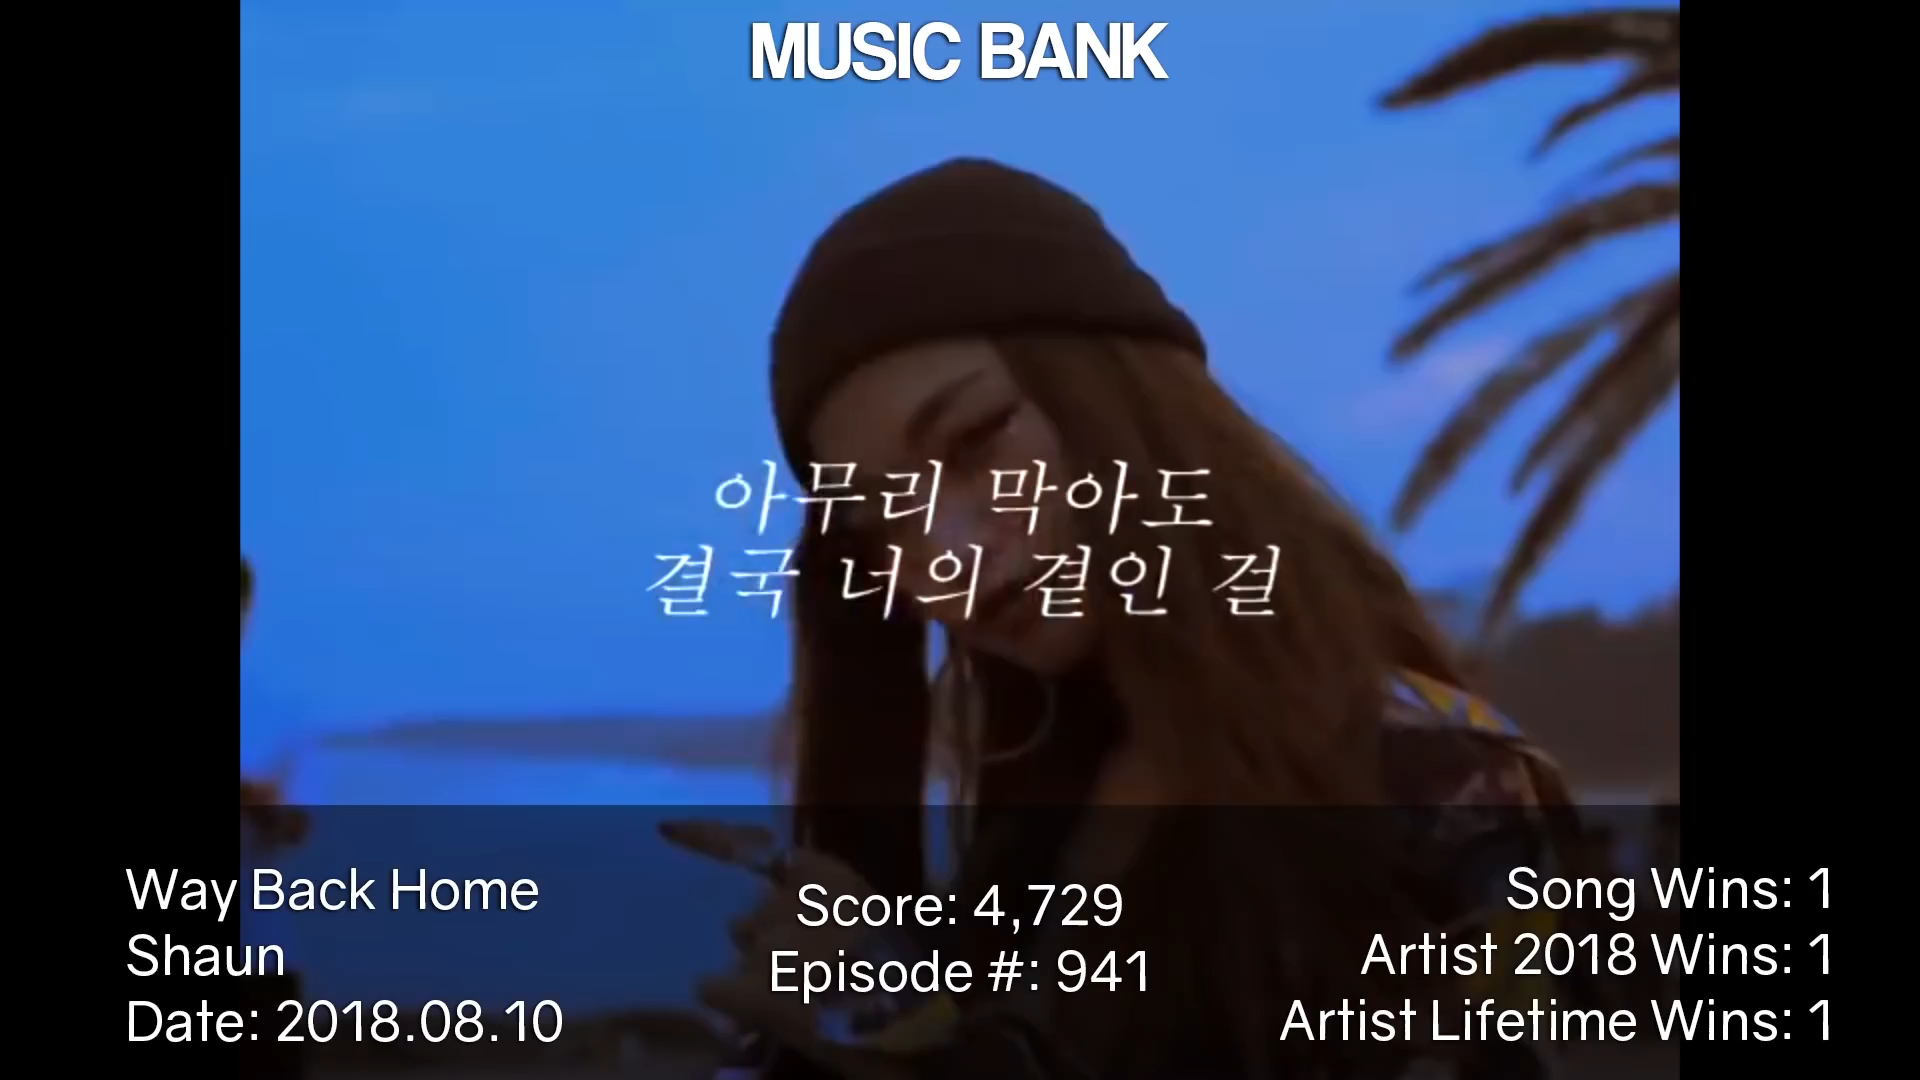 MUSIC BANK
아무리 막아도
결국 너의 곁인 걸
Way Back Home
Shaun
Date: 2018.08.10
Score: 4,729
Episode #: 941
Song Wins: 1
Artist 2018 Wins: 1
Artist Lifetime Wins: 1